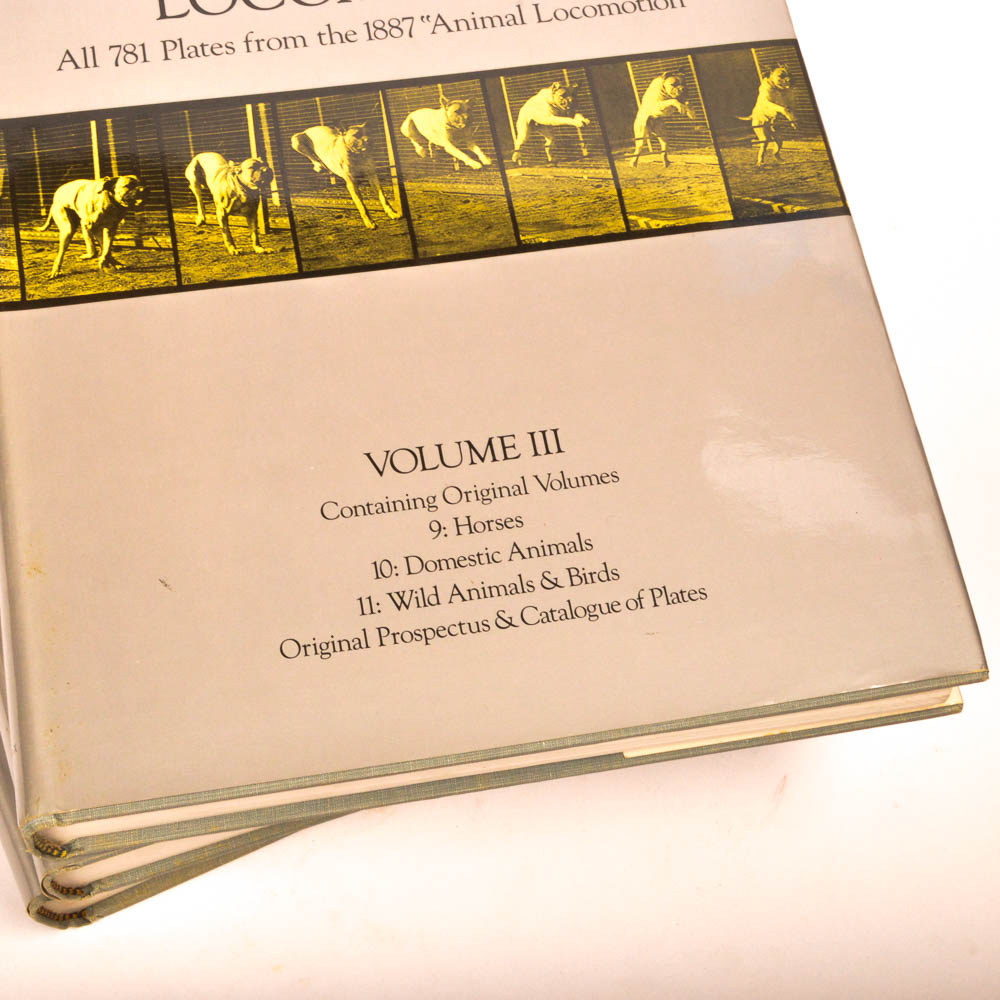 All 781 Plates from the 1887 “Animal Locomotion
VOLUME III
Containing Original Volumes
9: Horses
10: Domestic Animals
11: Wild Animals & Birds
Original Prospectus & Catalogue of Plates